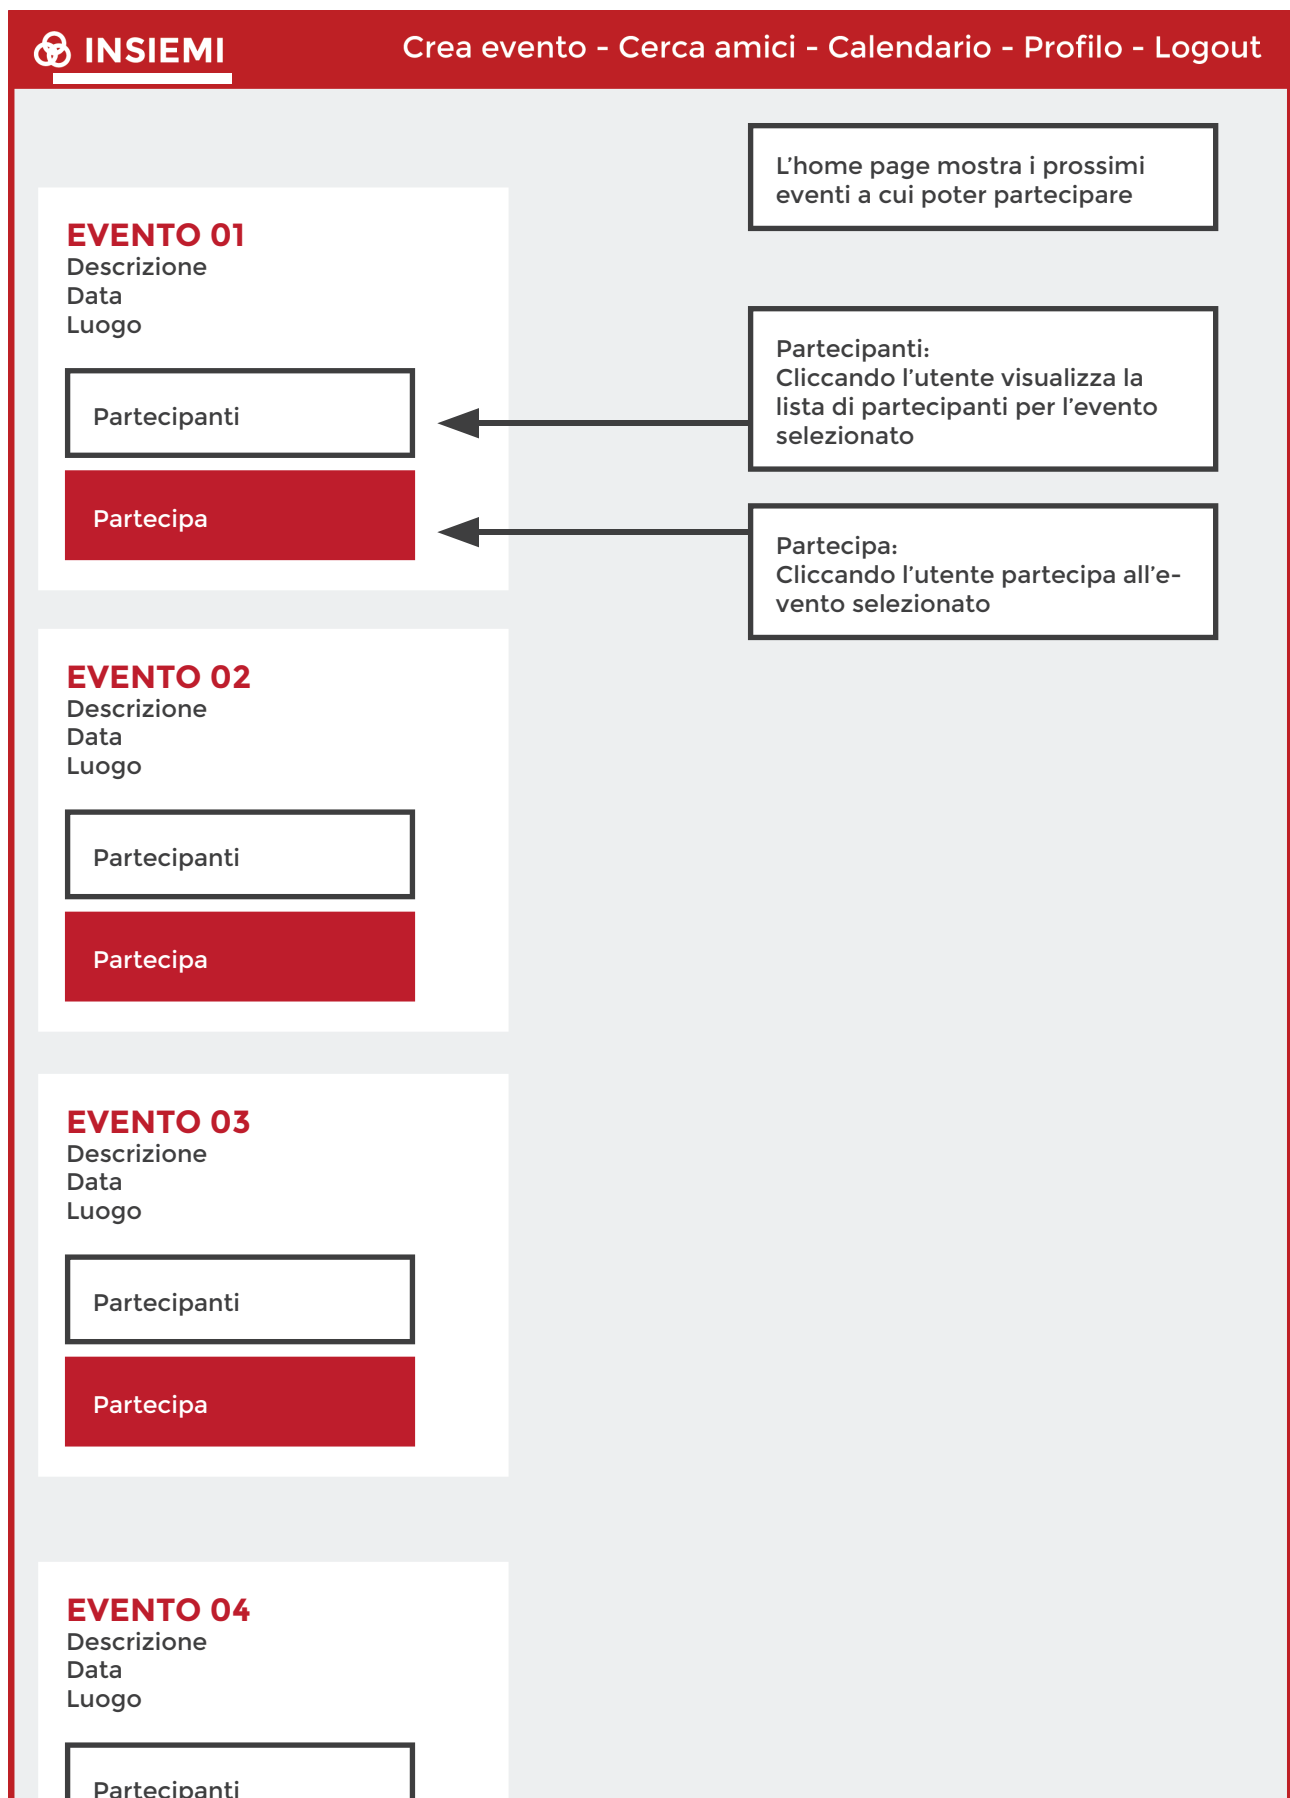 INSIEMI
Crea evento - Cerca amici - Calendario - Profilo - Logout
L'home page mostra i prossimi
eventi a cui poter partecipare
EVENTO 01
Descrizione
Data
Luogo
Partecipanti
Partecipa
Partecipanti:
Cliccando l'utente visualizza la
lista di partecipanti per l'evento
selezionato
Partecipa:
Cliccando l'utente partecipa all'e-
vento selezionato
EVENTO 02
Descrizione
Data
Luogo
Partecipanti
Partecipa
EVENTO 03
Descrizione
Data
Luogo
Partecipanti
Partecipa
EVENTO 04
Descrizione
Data
Luogo
Partecipanti